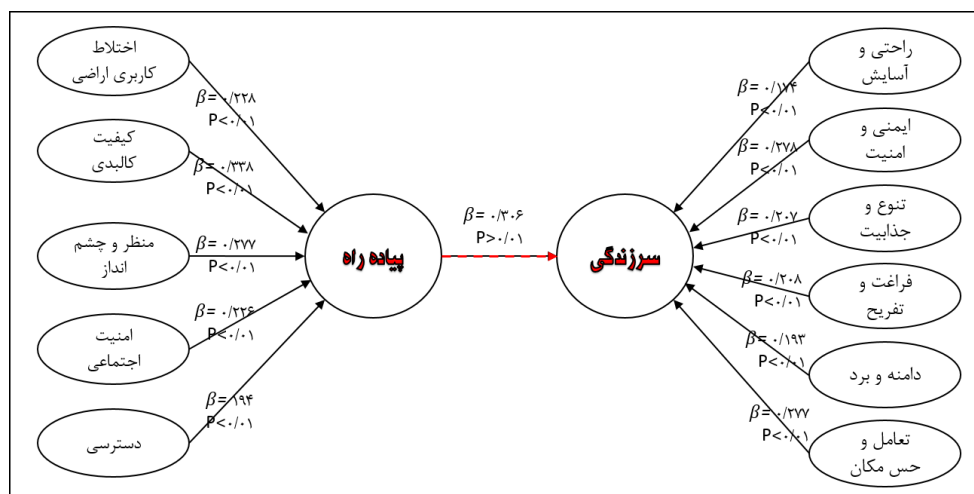 اختلاط
کاربری اراضی
β= ۰/۲۲۸
P<۰/۰۱
کیفیت
کالبدی
β= ۰/۳۳۸
P<۰/۰۱
منظر و چشم
انداز
β= ۰/۲۷۷
P<۰/۰۱
امنیت
اجتماعی
β= ۰/۲۲۶
P<۰/۰۱
دسترسی
β= ۱۹۴
P<۰/۰۱
پیاده راه
β= ۰/۳۰۶
P>۰/۰۱
سرزندگی
راحتی و
آسایش
β= ۰/۱۷۴
P<۰/۰۱
ایمنی و
امنیت
β= ۰/۲۷۸
P<۰/۰۱
تنوع و
جذابیت
β= ۰/۲۰۷
P<۰/۰۱
فراغت و
تفریح
β= ۰/۲۰۸
P<۰/۰۱
دامنه و برد
β= ۰/۱۹۳
P<۰/۰۱
تعامل و
حس مکان
β= ۰/۲۷۷
P<۰/۰۱